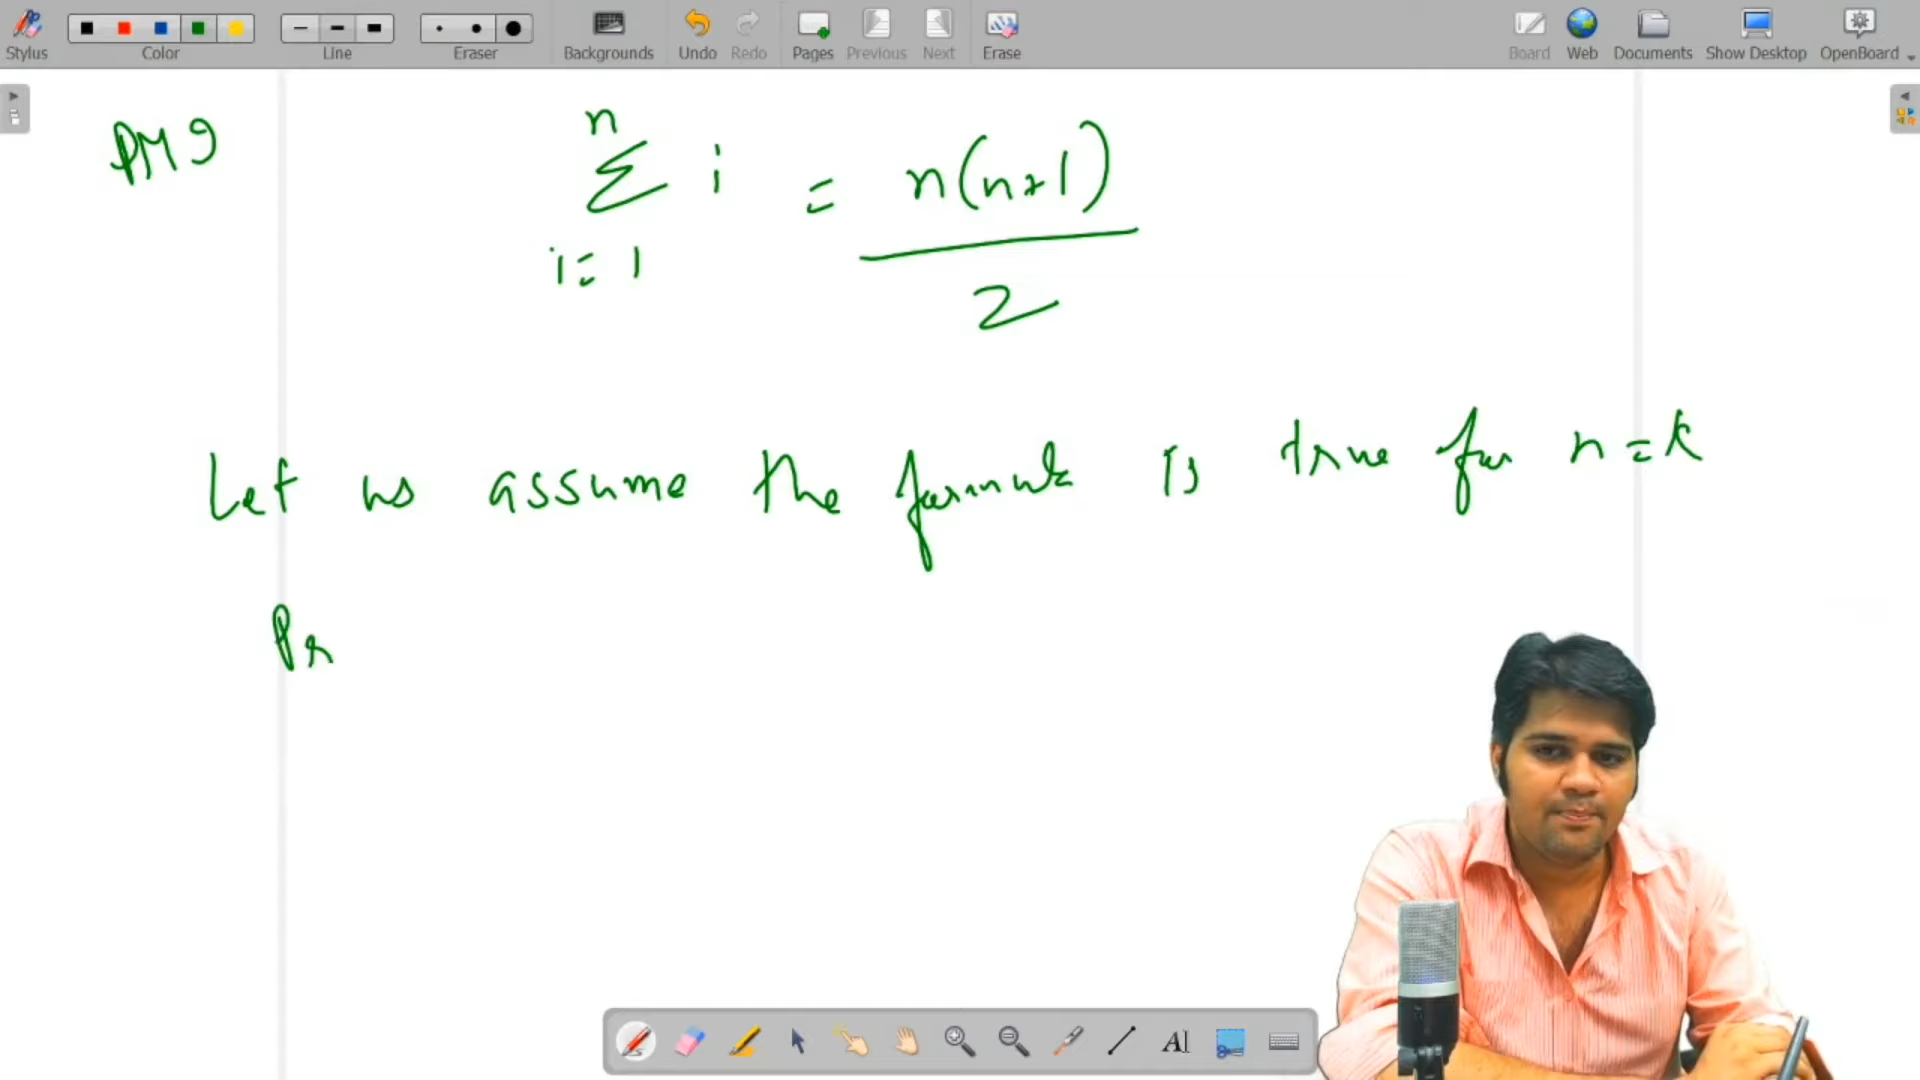 Stylus Color Line Eraser Backgrounds Undo Redo Pages Previous Next Erase Board Web Documents Show Desktop OpenBoard
PMI
n
Σ i = n(n+1)
i=1
2
Let us assume the formula is true for n=k
Pr
AI